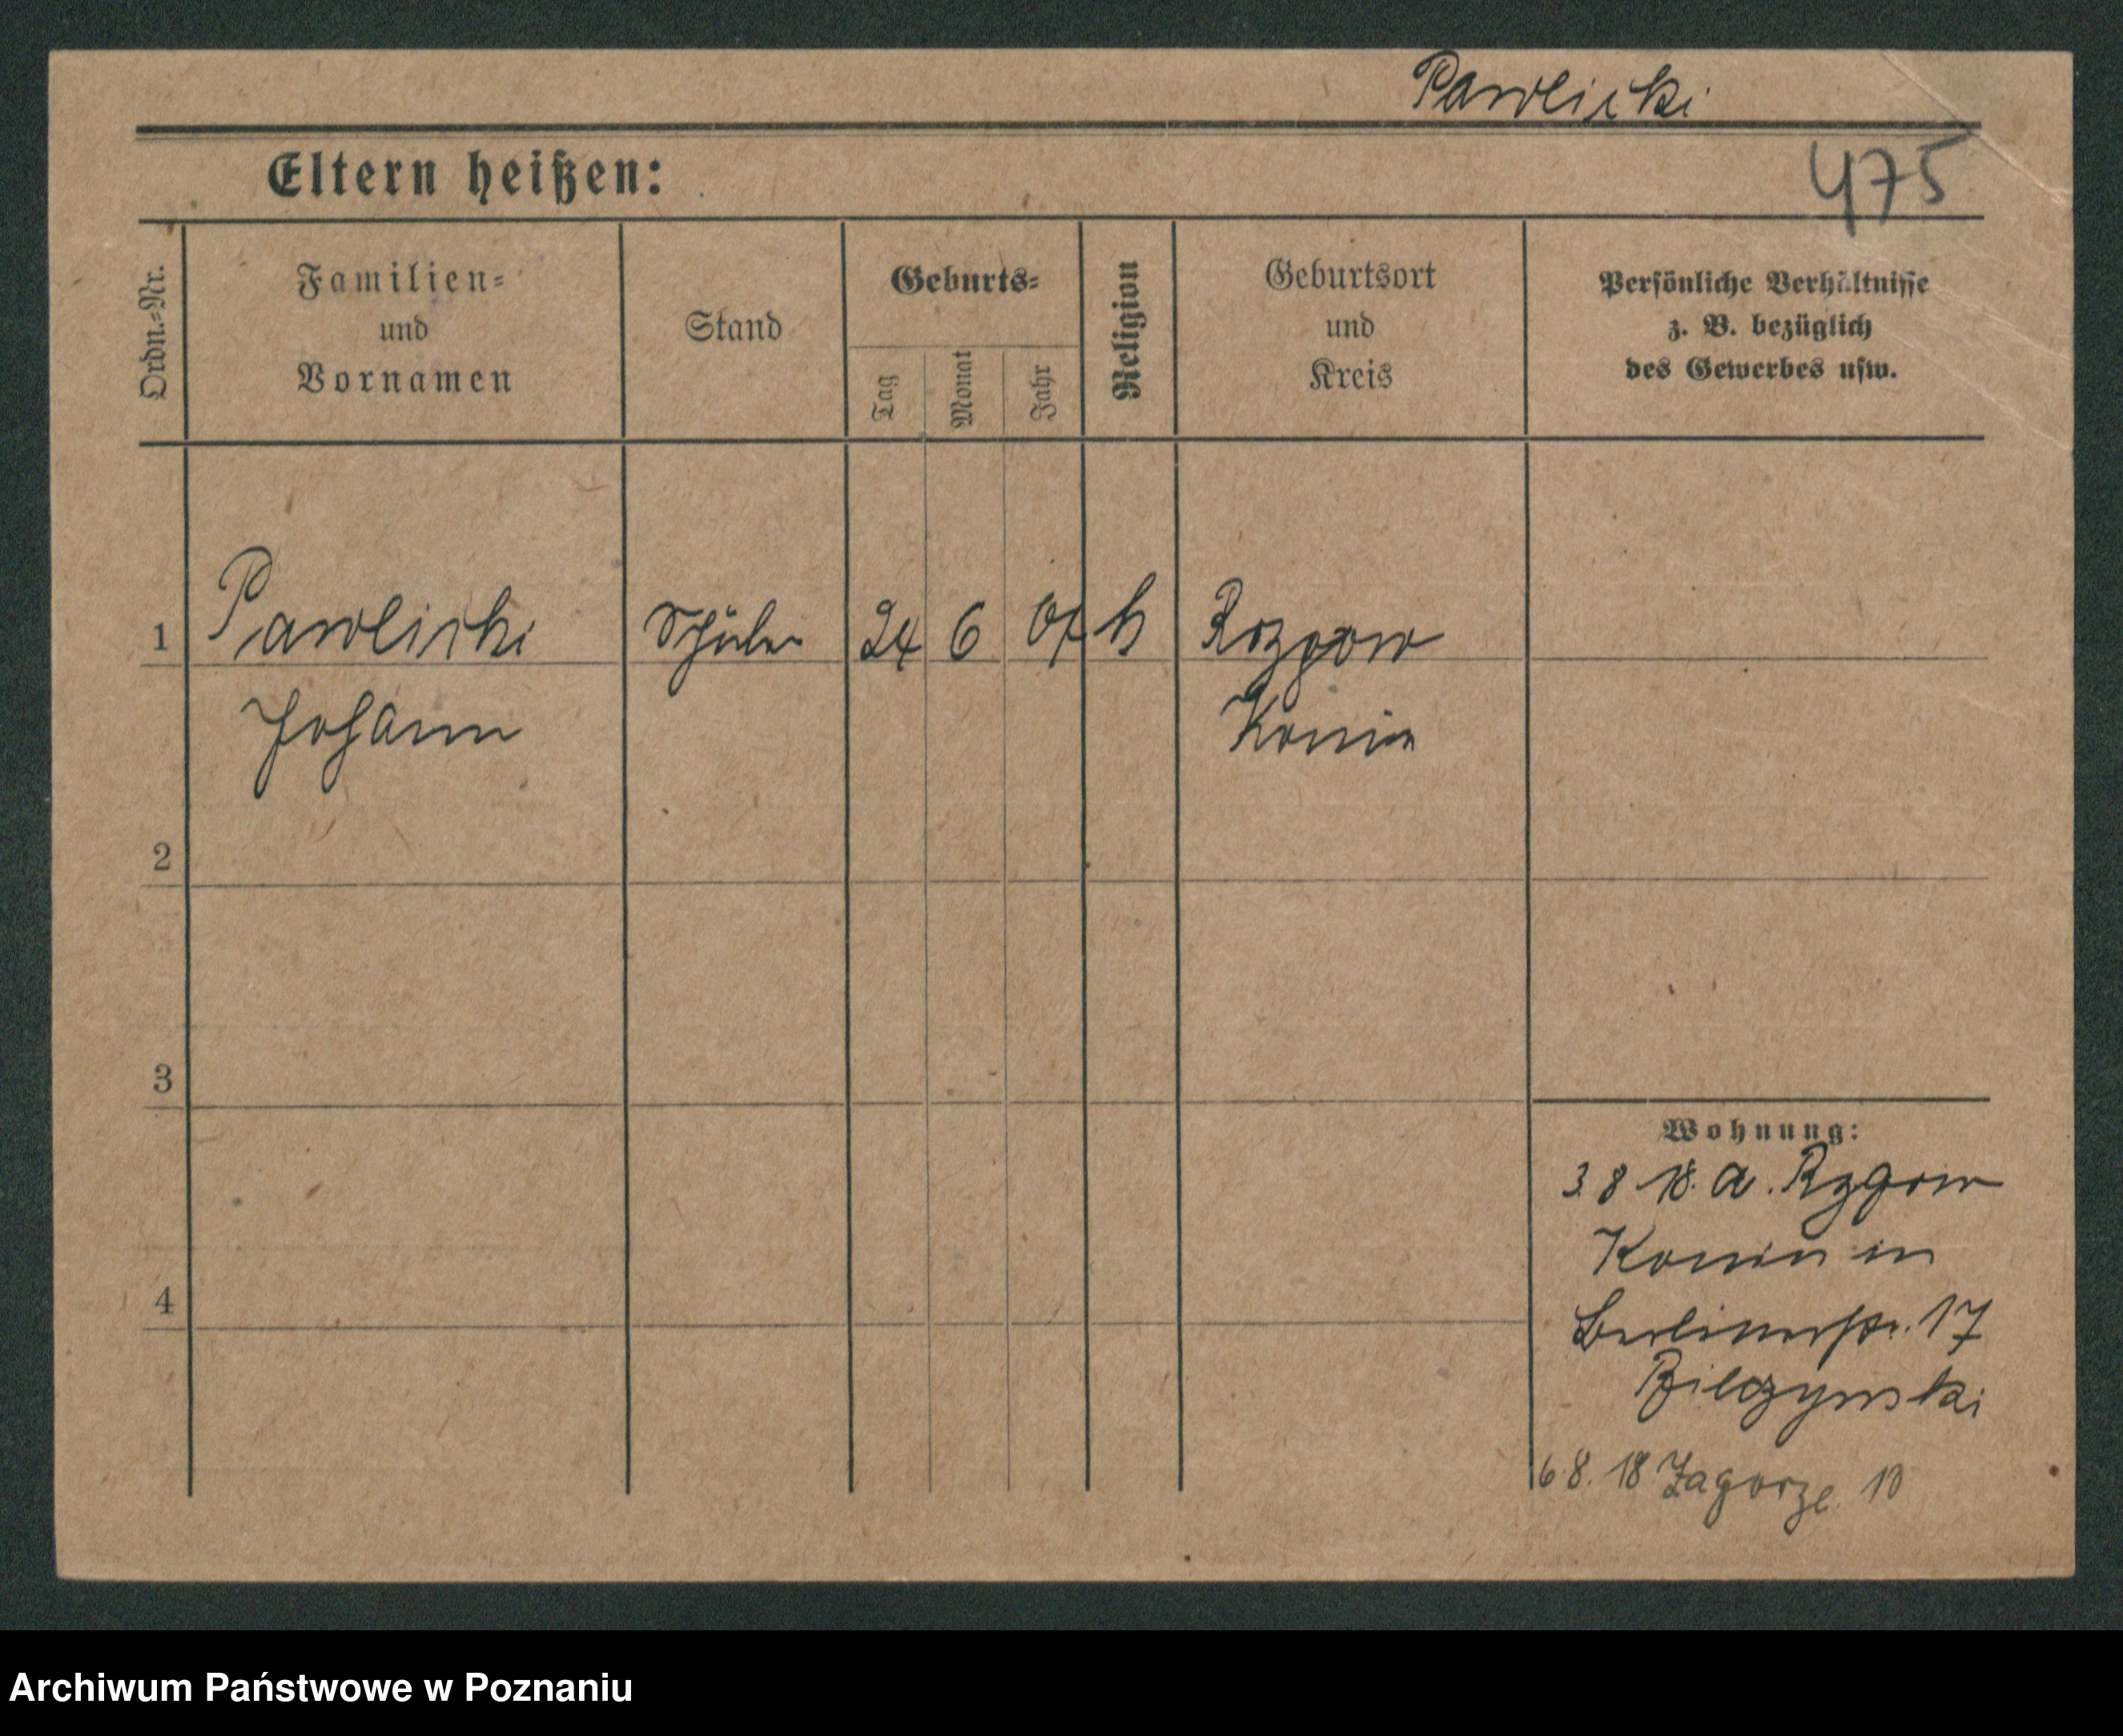 Pawlicki
Eltern heißen:
475
Ordn.-Nr.
Familien-
und
Vornamen
Stand
Geburts-
Tag
Monat
Jahr
Religion
Geburtsort
und
Kreis
Persönliche Verhältnisse
z. B. bezüglich
des Gewerbes usw.
1 Pawlicki Schüler 24 6 07 k Rzgow
Johann Konin
2
3
4
Wohnung:
3 8 18. a. Rzgow
Konin in
Berlinerstr. 17
6. 8. 18 Zagorze 10
Archiwum Państwowe w Poznaniu